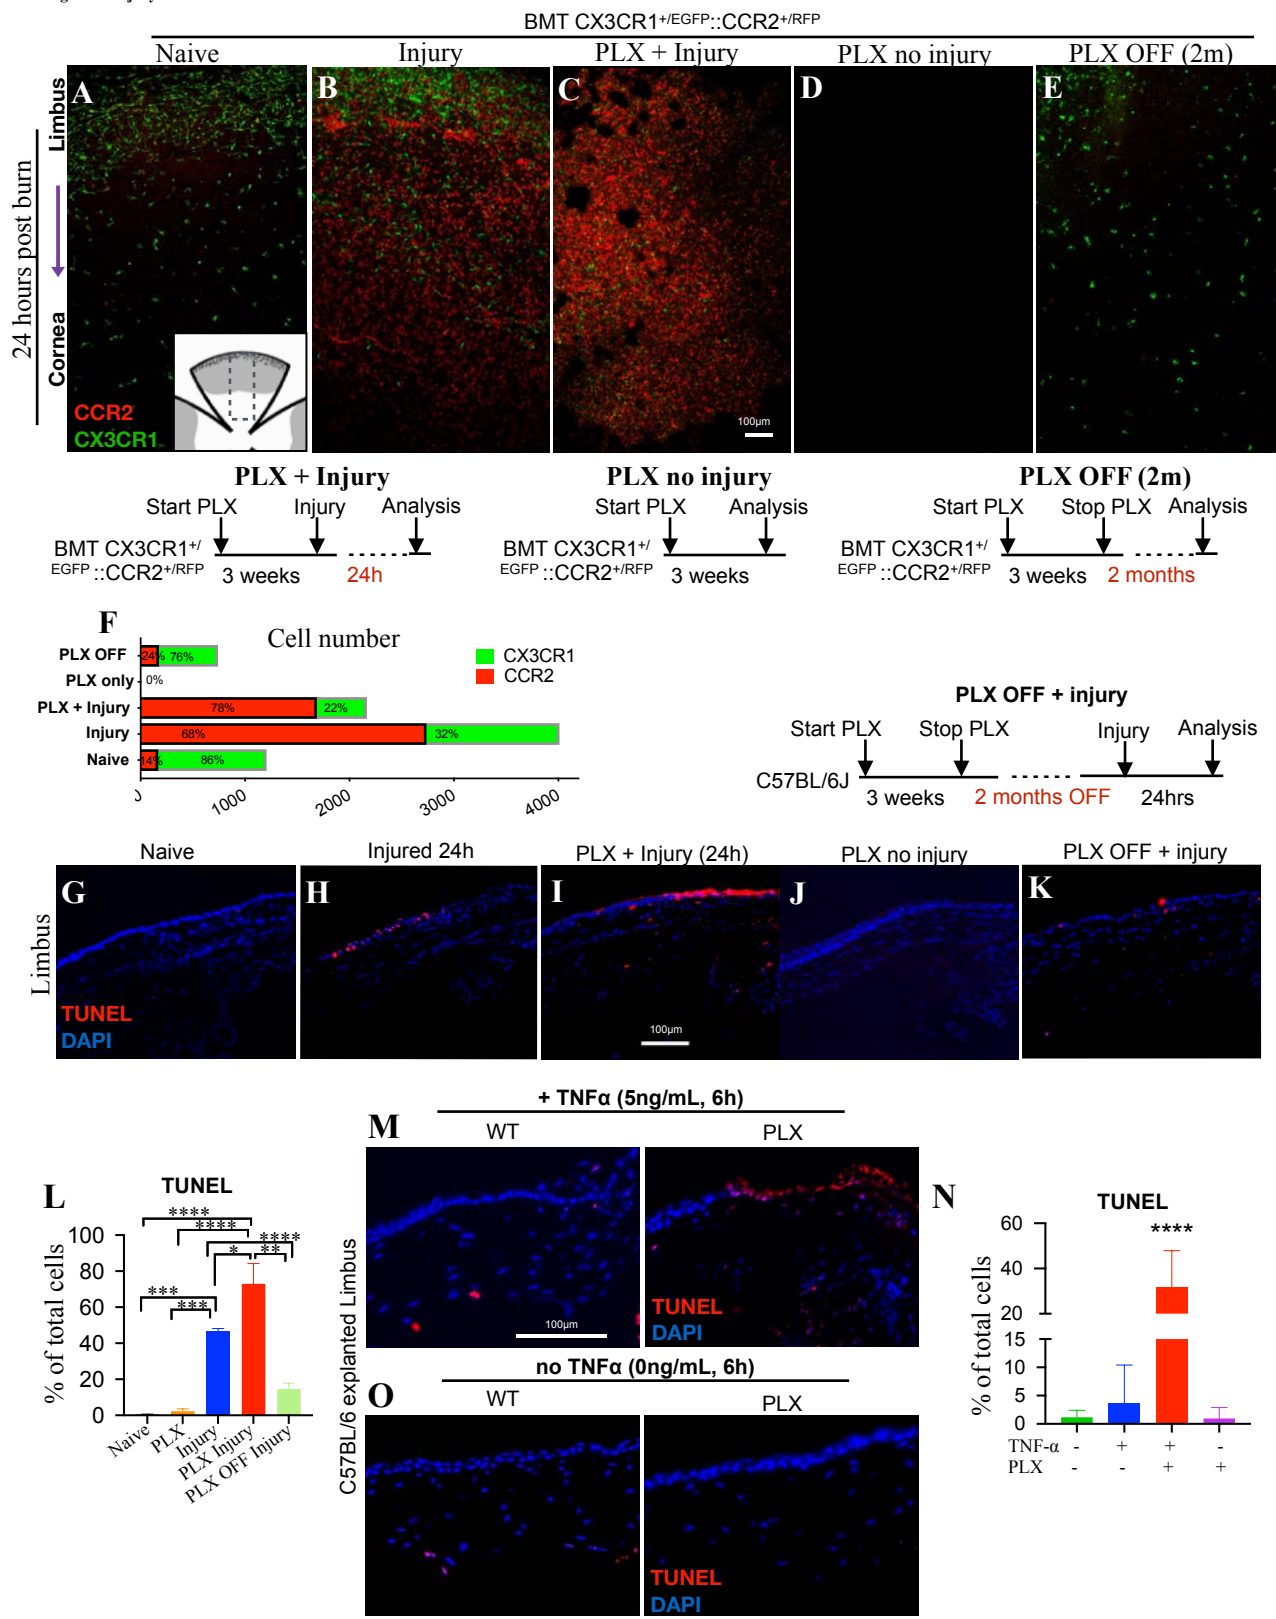 BMT CX3CR1+/EGFP::CCR2+/RFP
Naive
Injury
PLX + Injury
PLX no injury
PLX OFF (2m)
24 hours post burn
Limbus
Cornea
A
B
C
D
E
CCR2
CX3CR1
100µm
PLX + Injury
Start PLX
Injury
Analysis
BMT CX3CR1+/
EGFP ::CCR2+/RFP
3 weeks
24h
PLX no injury
Start PLX
Analysis
BMT CX3CR1+/
EGFP ::CCR2+/RFP
3 weeks
PLX OFF (2m)
Start PLX
Stop PLX
Analysis
BMT CX3CR1+/
EGFP ::CCR2+/RFP
3 weeks
2 months
F
Cell number
CX3CR1
CCR2
PLX OFF
24%
76%
PLX only
0%
PLX + Injury
78%
22%
Injury
68%
32%
Naive
14%
86%
0
1000
2000
3000
4000
PLX OFF + injury
Start PLX
Stop PLX
Injury
Analysis
C57BL/6J
3 weeks
2 months OFF
24hrs
Naive
Injured 24h
PLX + Injury (24h)
PLX no injury
PLX OFF + injury
Limbus
G
H
I
J
K
TUNEL
DAPI
100µm
L
TUNEL
% of total cells
100
80
60
40
20
0
****
****
****
*
**
***
***
Naive
PLX
Injury
PLX Injury
PLX OFF Injury
C57BL/6 explanted Limbus
+ TNFα (5ng/mL, 6h)
M
WT
PLX
100µm
TUNEL
DAPI
no TNFα (0ng/mL, 6h)
O
WT
PLX
TUNEL
DAPI
N
TUNEL
% of total cells
60
40
20
15
10
5
0
****
TNF-α - + + -
PLX - - + +